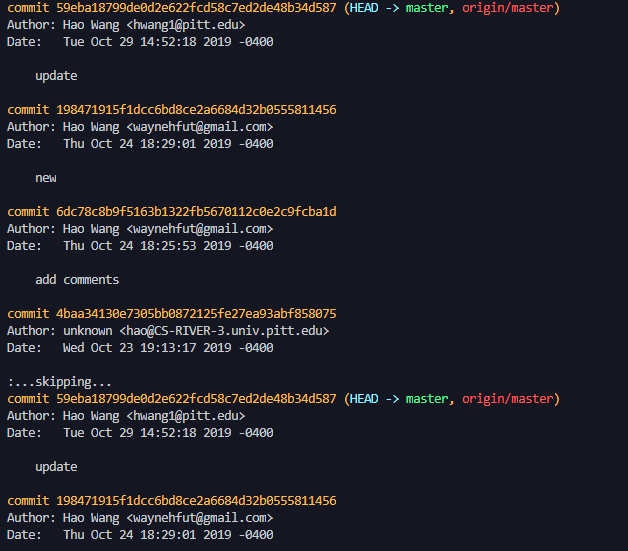 commit 59eba18799de0d2e622fcd58c7ed2de48b34d587 (HEAD -> master, origin/master)
Author: Hao Wang <hwang1@pitt.edu>
Date:   Tue Oct 29 14:52:18 2019 -0400
    update
commit 198471915f1dcc6bd8ce2a6684d32b0555811456
Author: Hao Wang <waynehfut@gmail.com>
Date:   Thu Oct 24 18:29:01 2019 -0400
    new
commit 6dc78c8b9f5163b1322fb5670112c0e2c9fcba1d
Author: Hao Wang <waynehfut@gmail.com>
Date:   Thu Oct 24 18:25:53 2019 -0400
    add comments
commit 4baa34130e7305bb0872125fe27ea93abf858075
Author: unknown <hao@CS-RIVER-3.univ.pitt.edu>
Date:   Wed Oct 23 19:13:17 2019 -0400
:...skipping...
commit 59eba18799de0d2e622fcd58c7ed2de48b34d587 (HEAD -> master, origin/master)
Author: Hao Wang <hwang1@pitt.edu>
Date:   Tue Oct 29 14:52:18 2019 -0400
    update
commit 198471915f1dcc6bd8ce2a6684d32b0555811456
Author: Hao Wang <waynehfut@gmail.com>
Date:   Thu Oct 24 18:29:01 2019 -0400